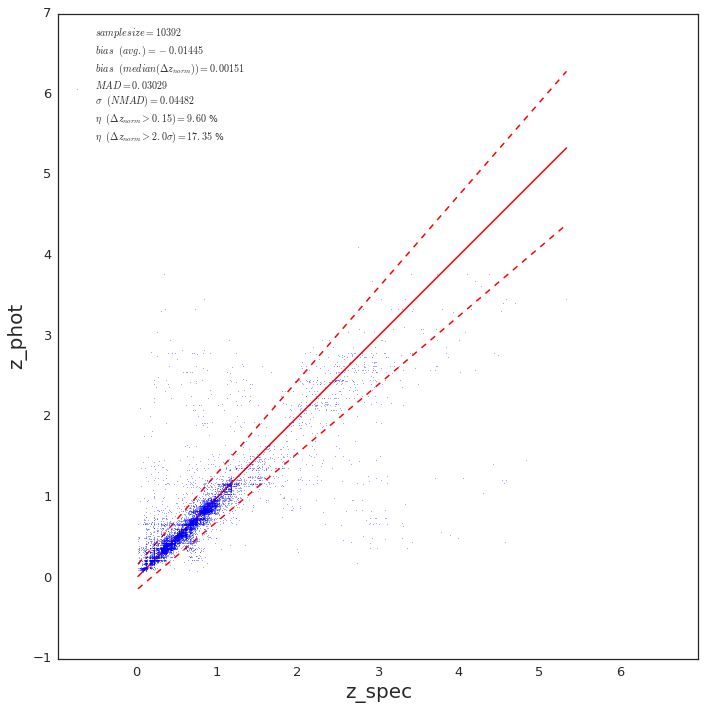 7
samplesize = 10392
bias (avg.) = −0.01445
bias (median(Δz_norm)) = 0.00151
MAD = 0.03029
σ (NMAD) = 0.04482
η (Δz_norm > 0.15) = 9.60 %
η (Δz_norm > 2.0σ) = 17.35 %
6
5
4
3
2
1
0
−1
z_phot
0 1 2 3 4 5 6
z_spec